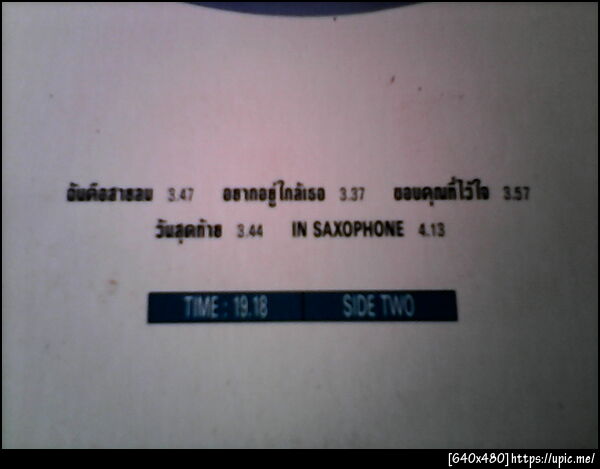 ฉันคือสายลม 3.47 อยากอยู่ใกล้เธอ 3.37 ขอบคุณที่ไว้ใจ 3.57
วันสุดท้าย 3.44 IN SAXOPHONE 4.13
TIME : 19.18 SIDE TWO
[640x480]https://upic.me/